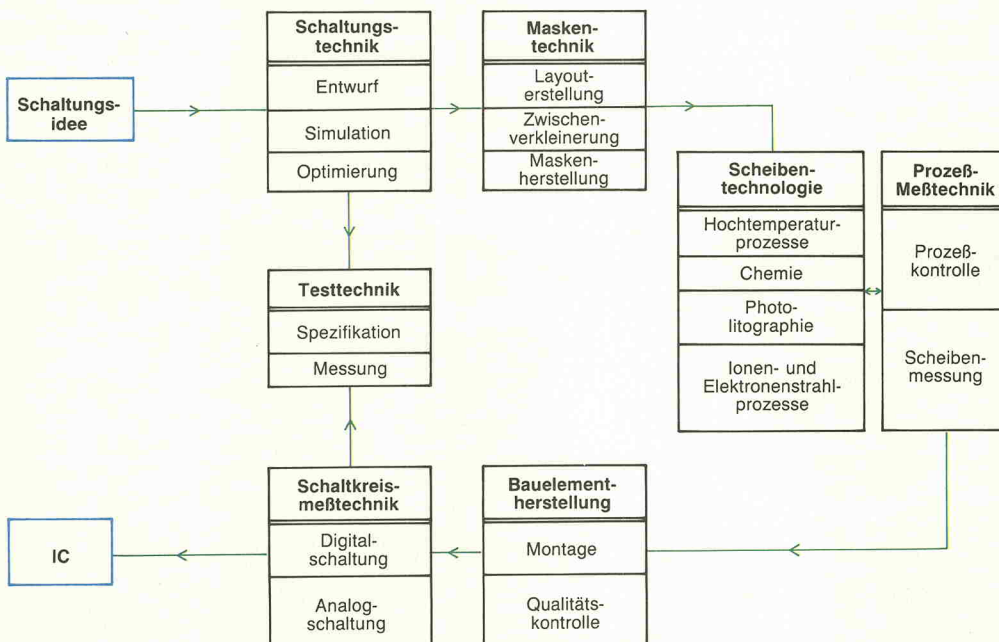 Schaltungs-
idee
Schaltungs-
technik
Entwurf
Simulation
Optimierung
Masken-
technik
Layout-
erstellung
Zwischen-
verkleinerung
Masken-
herstellung
Scheiben-
technologie
Hochtemperatur-
prozesse
Chemie
Photo-
litographie
Ionen- und
Elektronenstrahl-
prozesse
Prozeß-
Meßtechnik
Prozeß-
kontrolle
Scheiben-
messung
Testtechnik
Spezifikation
Messung
Bauelement-
herstellung
Montage
Qualitäts-
kontrolle
Schaltkreis-
meßtechnik
Digital-
schaltung
Analog-
schaltung
IC